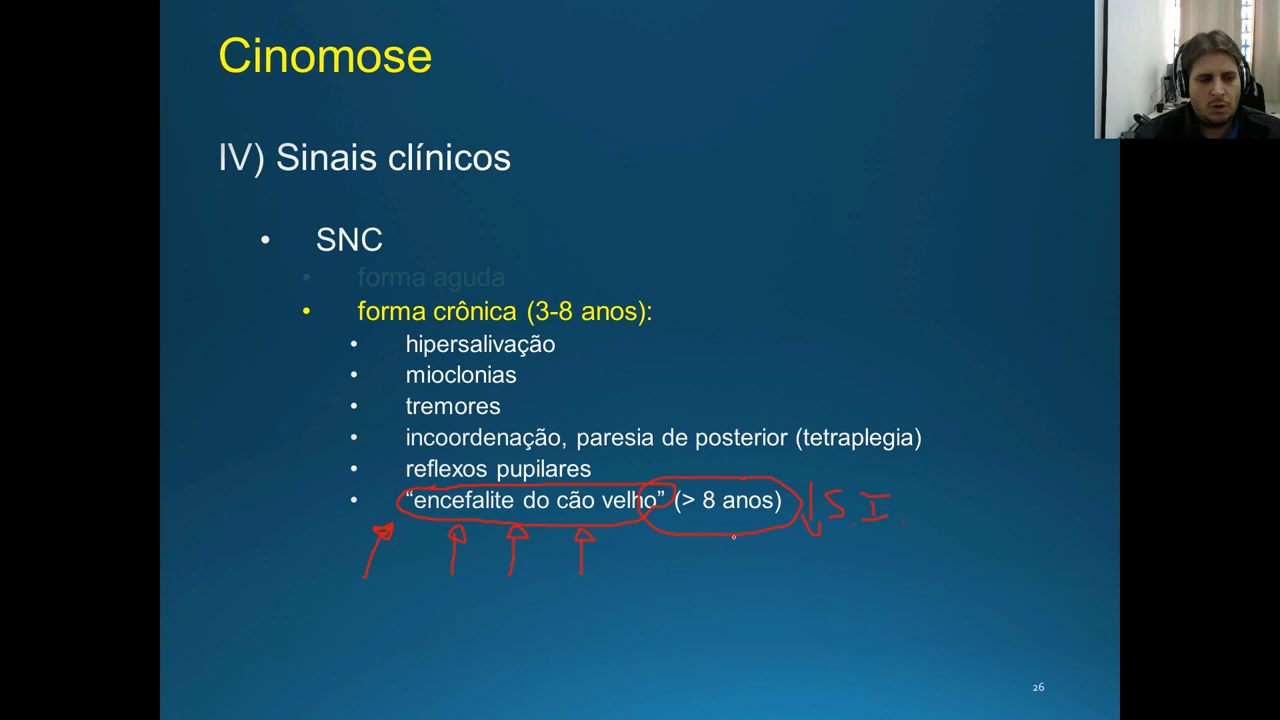 Cinomose
IV) Sinais clínicos
• SNC
• forma aguda
• forma crônica (3-8 anos):
• hipersalivação
• mioclonias
• tremores
• incoordenação, paresia de posterior (tetraplegia)
• reflexos pupilares
• “encefalite do cão velho” (> 8 anos) ↓ S.I.
26